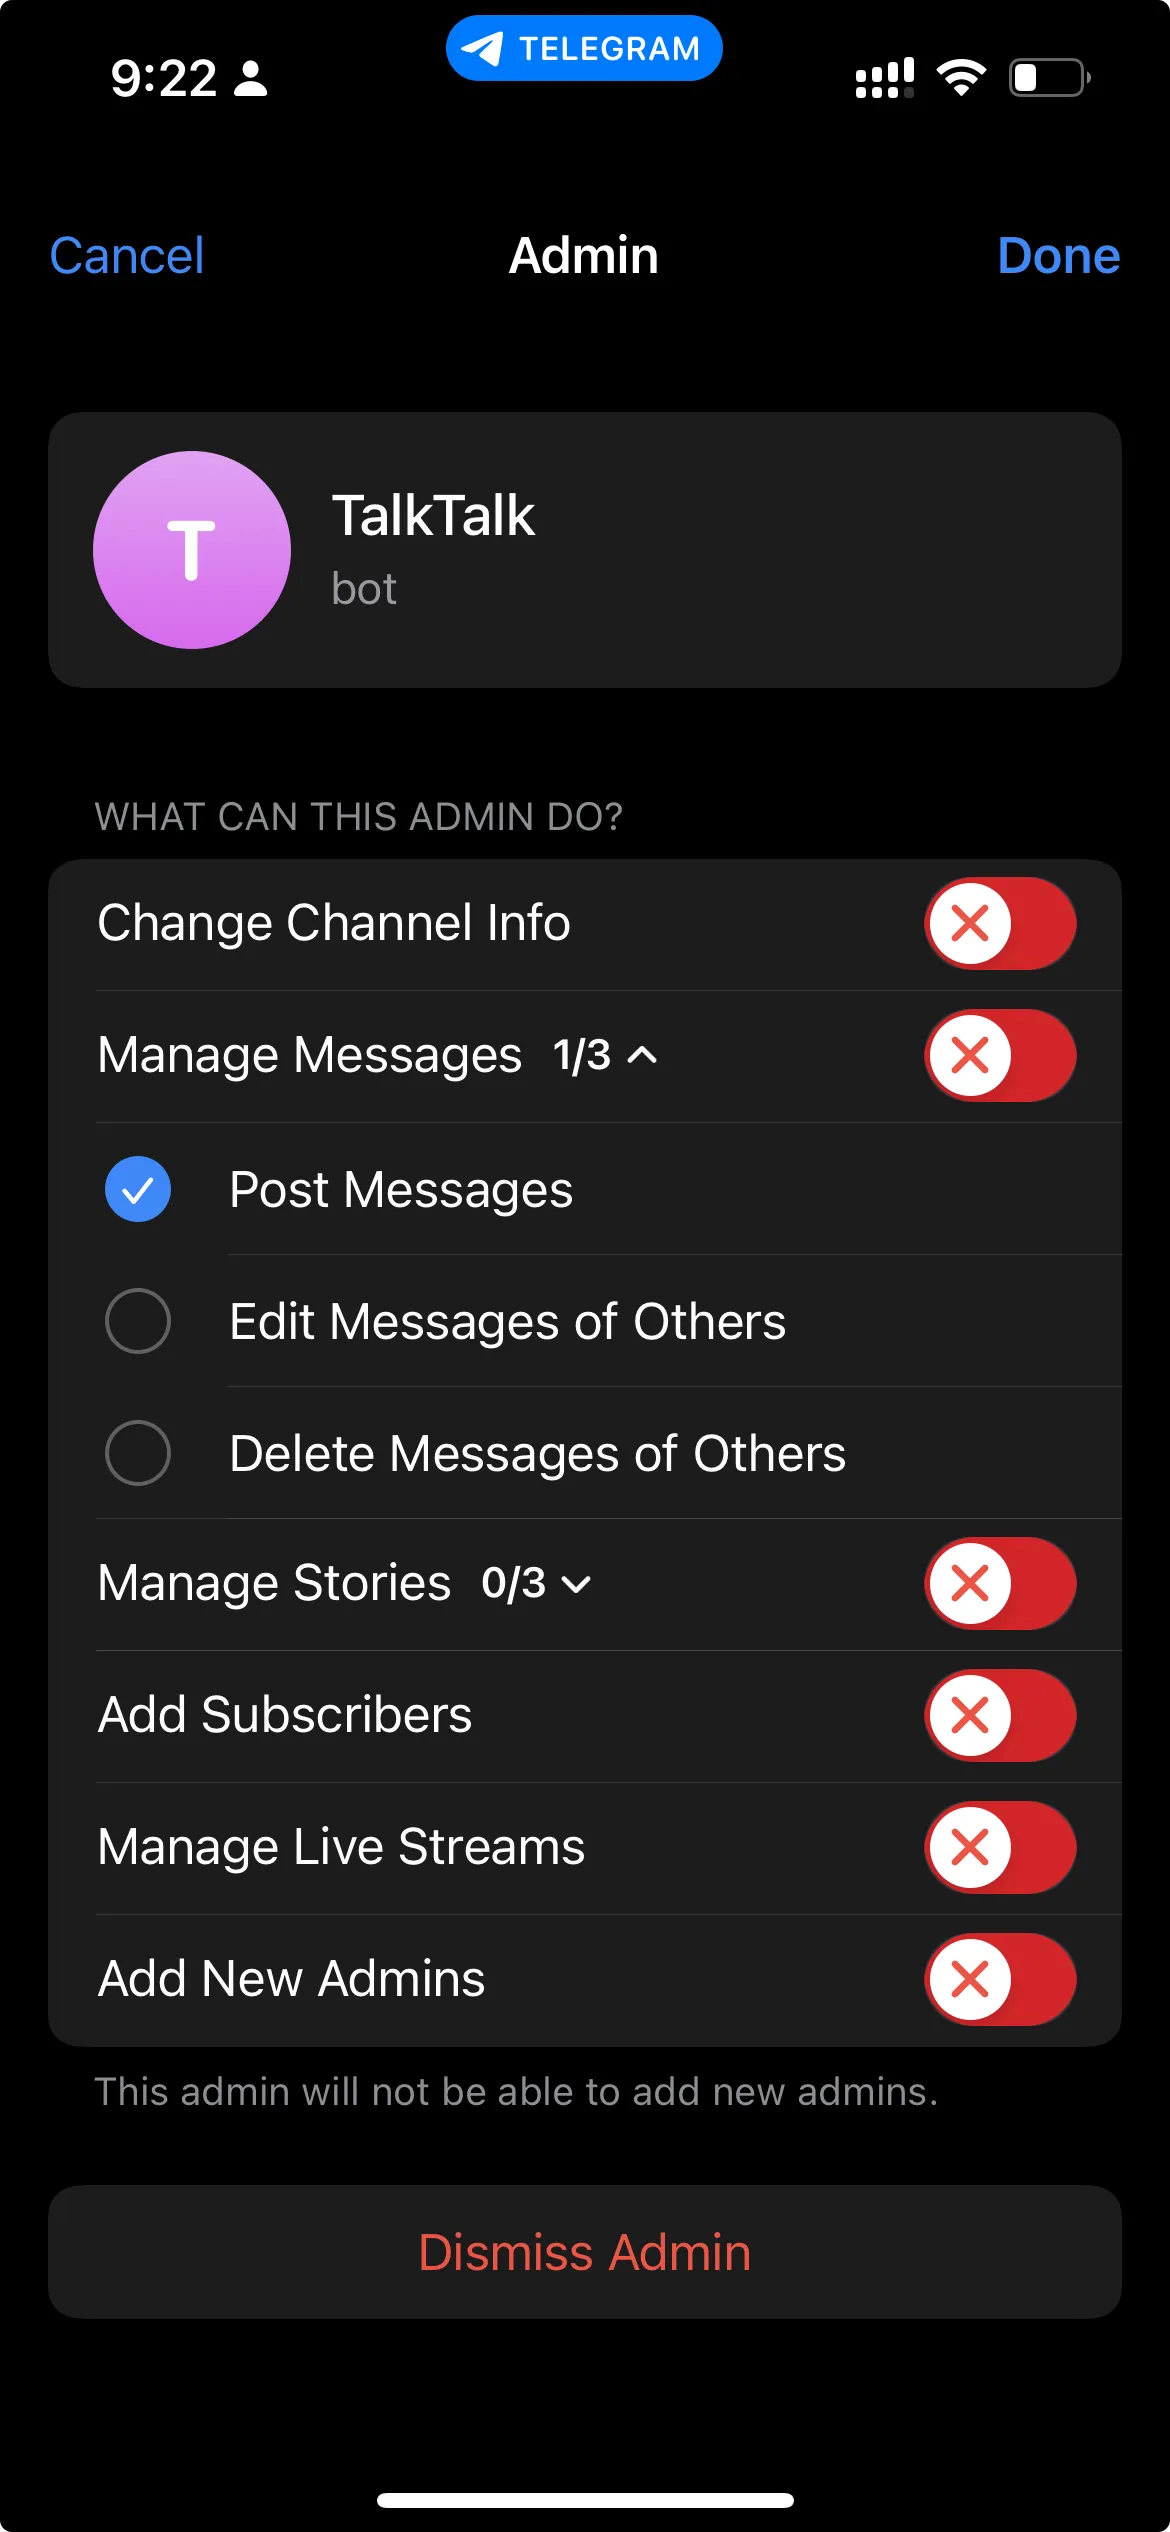 9:22
TELEGRAM
Cancel
Admin
Done
T
TalkTalk
bot
WHAT CAN THIS ADMIN DO?
Change Channel Info
Manage Messages 1/3
Post Messages
Edit Messages of Others
Delete Messages of Others
Manage Stories 0/3
Add Subscribers
Manage Live Streams
Add New Admins
This admin will not be able to add new admins.
Dismiss Admin